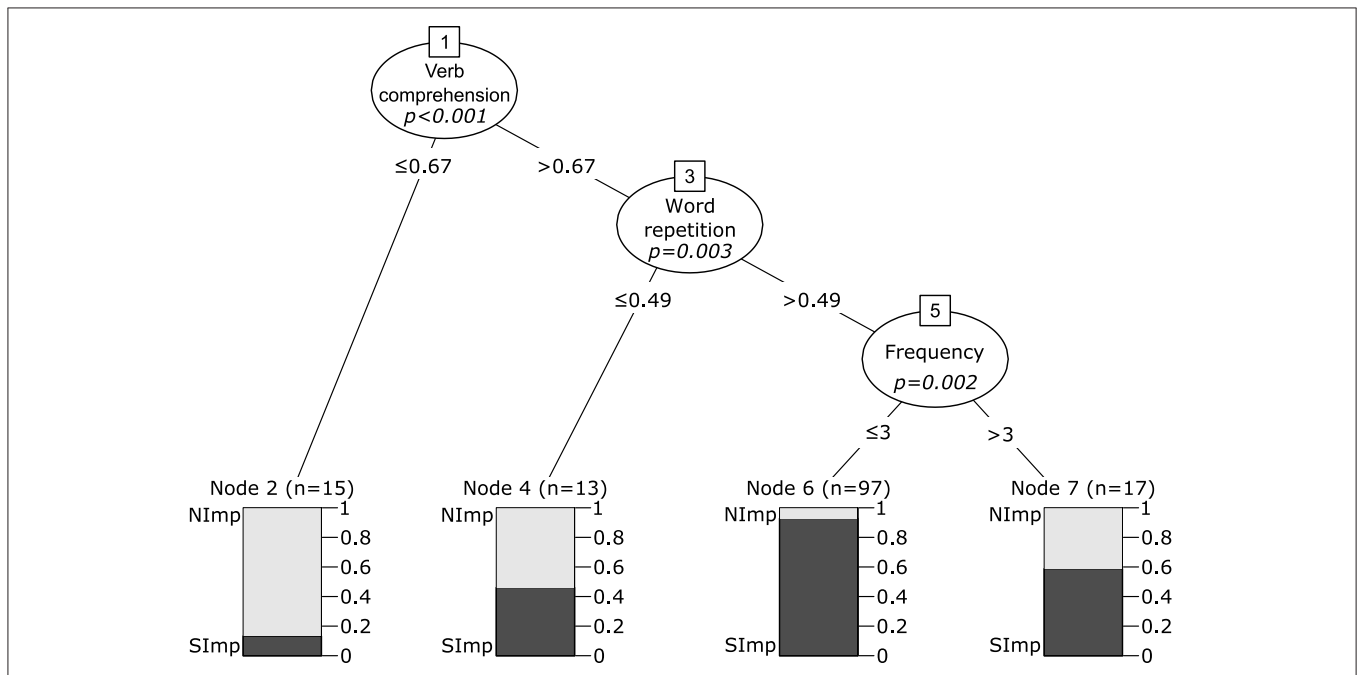 1
Verb
comprehension
p<0.001
≤0.67
>0.67
3
Word
repetition
p=0.003
≤0.49
>0.49
5
Frequency
p=0.002
≤3
>3
Node 2 (n=15)
NImp
SImp
1
0.8
0.6
0.4
0.2
0
Node 4 (n=13)
NImp
SImp
1
0.8
0.6
0.4
0.2
0
Node 6 (n=97)
NImp
SImp
1
0.8
0.6
0.4
0.2
0
Node 7 (n=17)
NImp
SImp
1
0.8
0.6
0.4
0.2
0